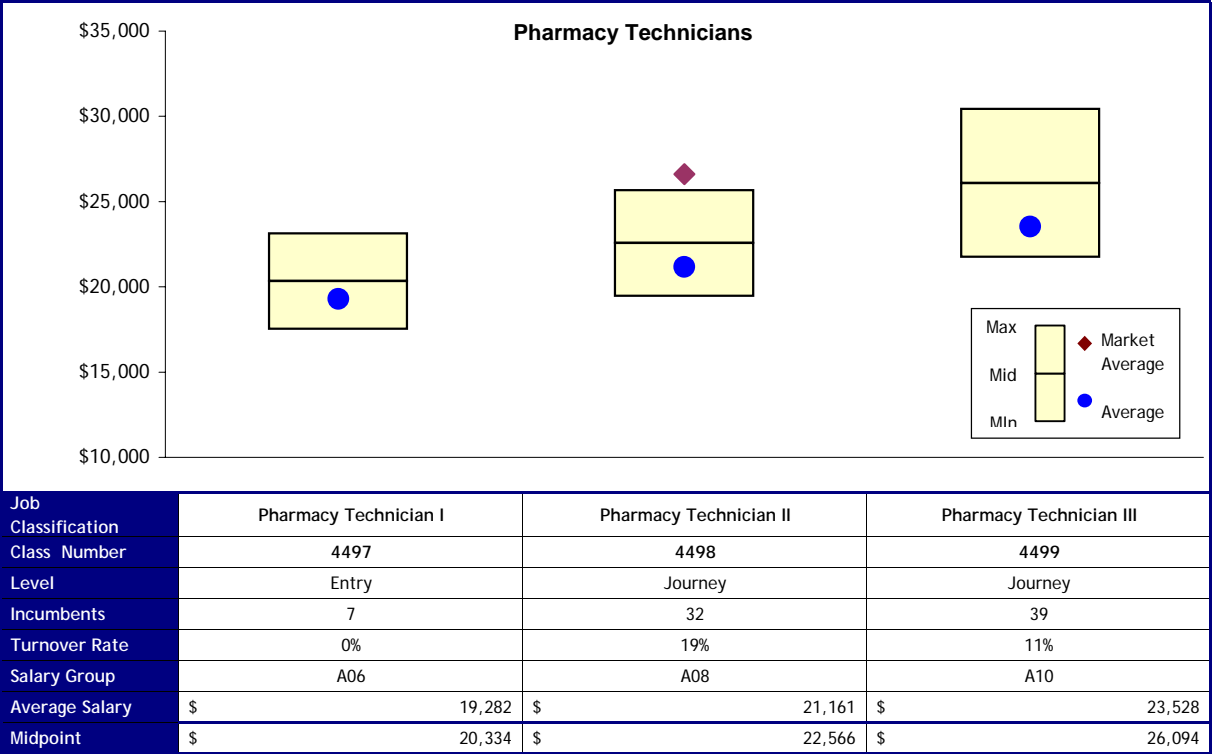 Pharmacy Technicians
$35,000
$30,000
$25,000
$20,000
$15,000
$10,000
Max
Mid
MIn
Market
Average
Average
Job
Classification
Pharmacy Technician I
Pharmacy Technician II
Pharmacy Technician III
Class Number 4497 4498 4499
Level Entry Journey Journey
Incumbents 7 32 39
Turnover Rate 0% 19% 11%
Salary Group A06 A08 A10
Average Salary $ 19,282 $ 21,161 $ 23,528
Midpoint $ 20,334 $ 22,566 $ 26,094